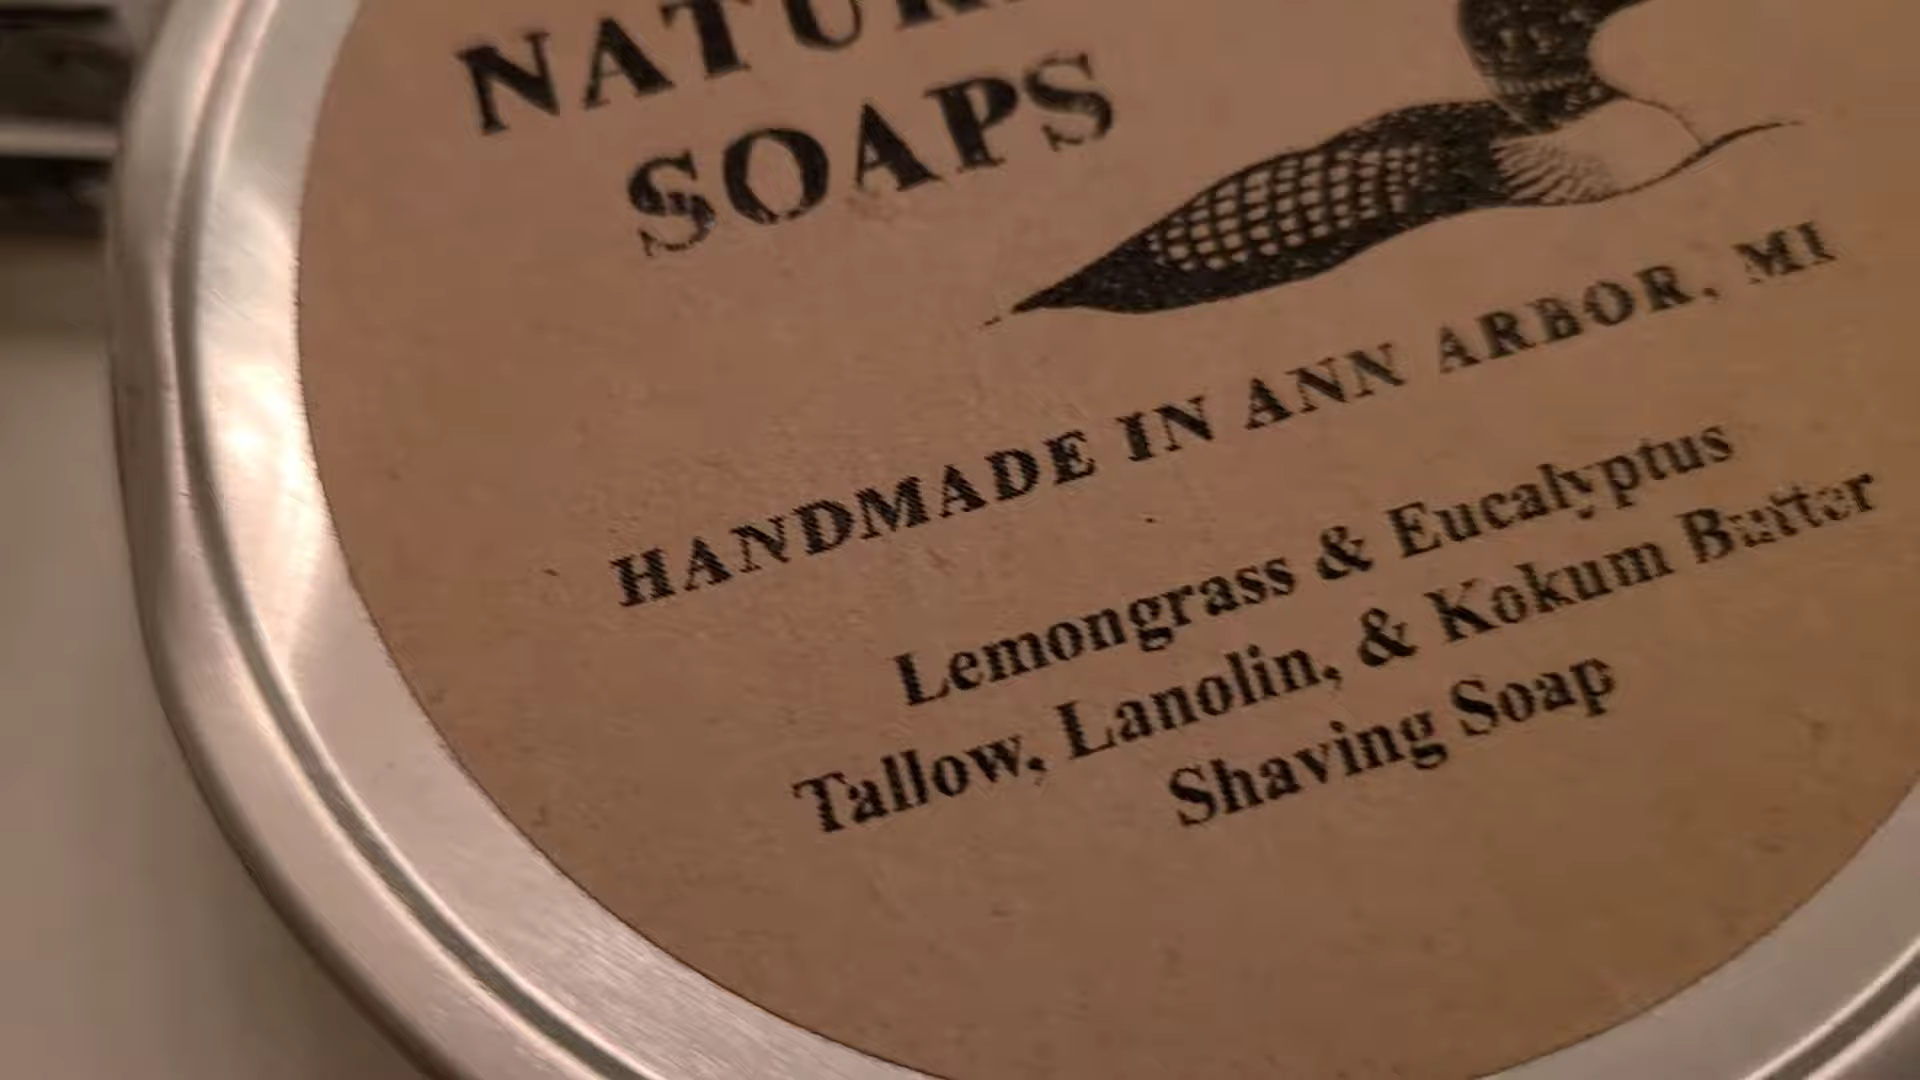 SOAPS
HANDMADE IN ANN ARBOR, MI
Lemongrass & Eucalyptus
Tallow, Lanolin, & Kokum Butter
Shaving Soap